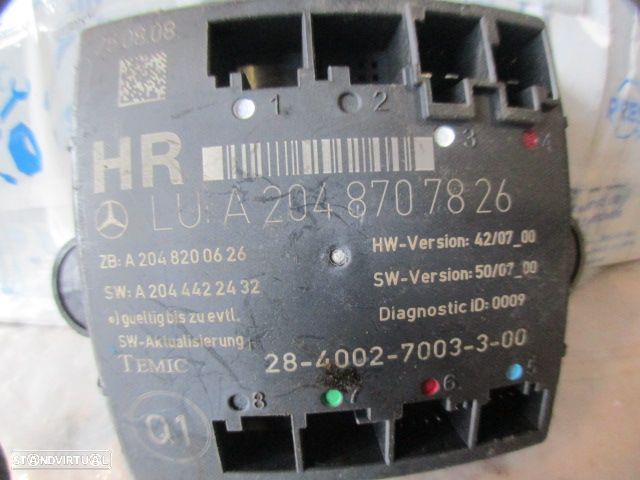 28.08.08
1 2 3 4
HR
LU: A 204 870 78 26
ZB: A 204 820 06 26
HW-Version: 42/07_00
SW: A 204 442 24 32
SW-Version: 50/07_00
•) gueltig bis zu evtl.
Diagnostic ID: 0009
SW-Aktualisierung
TEMIC
28-4002-7003-3-00
8 7 6. 5
Q1
STANDVIRTUAL